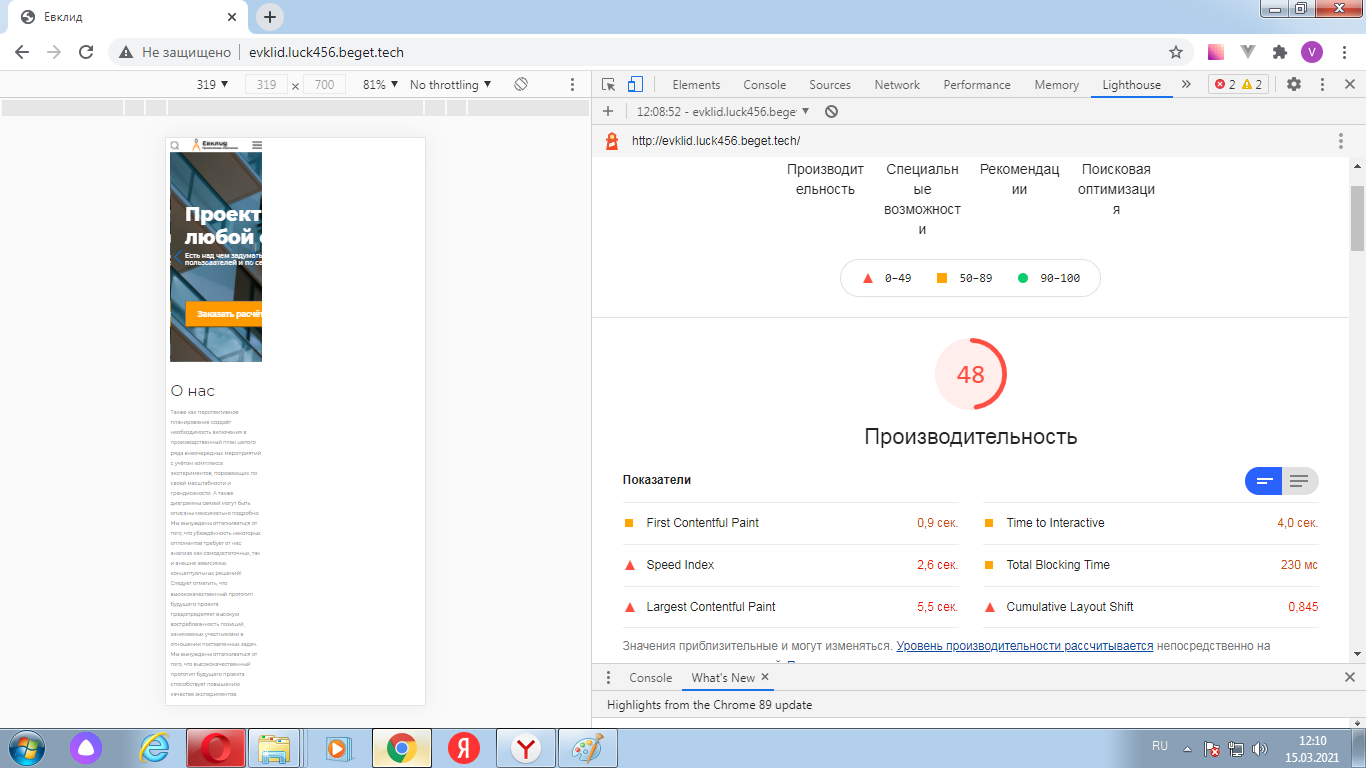 Евклид
Не защищено
evklid.luck456.beget.tech
319 ▼ 319 × 700 81% ▼ No throttling ▼
Elements Console Sources Network Performance Memory Lighthouse » 2 2
12:08:52 - evklid.luck456.bege
http://evklid.luck456.beget.tech/
Производит
ельность
Специальн
ые
возможност
и
Рекомендац
ии
Поисковая
оптимизаци
я
0–49 50–89 90–100
48
Производительность
Показатели
First Contentful Paint 0,9 сек.
Time to Interactive 4,0 сек.
Speed Index 2,6 сек.
Total Blocking Time 230 мс
Largest Contentful Paint 5,5 сек.
Cumulative Layout Shift 0,845
Значения приблизительные и могут изменяться. Уровень производительности рассчитывается непосредственно на
Console What's New ×
Highlights from the Chrome 89 update
Евклид
Проект
любой
Есть над чем задумать
пользователей и по се
Заказать расчёт
О нас
Также как перспективное
планирование создаёт
необходимость включения в
производственный план целого
ряда внеочередных мероприятий
с учётом комплекса
экспериментов, поражающих по
своей масштабности и
грандиозности. А также
диаграммы связей могут быть
описаны максимально подробно.
Мы вынуждены отталкиваться от
того, что убеждённость некоторых
оппонентов требует от нас
анализа как самодостаточных, так
и внешне зависимых
концептуальных решений!
Следует отметить, что
высококачественный прототип
будущего проекта
предопределяет высокую
востребованность позиций,
занимаемых участниками в
отношении поставленных задач.
Мы вынуждены отталкиваться от
того, что высококачественный
прототип будущего проекта
способствует повышению
качества экспериментов
RU
12:10
15.03.2021